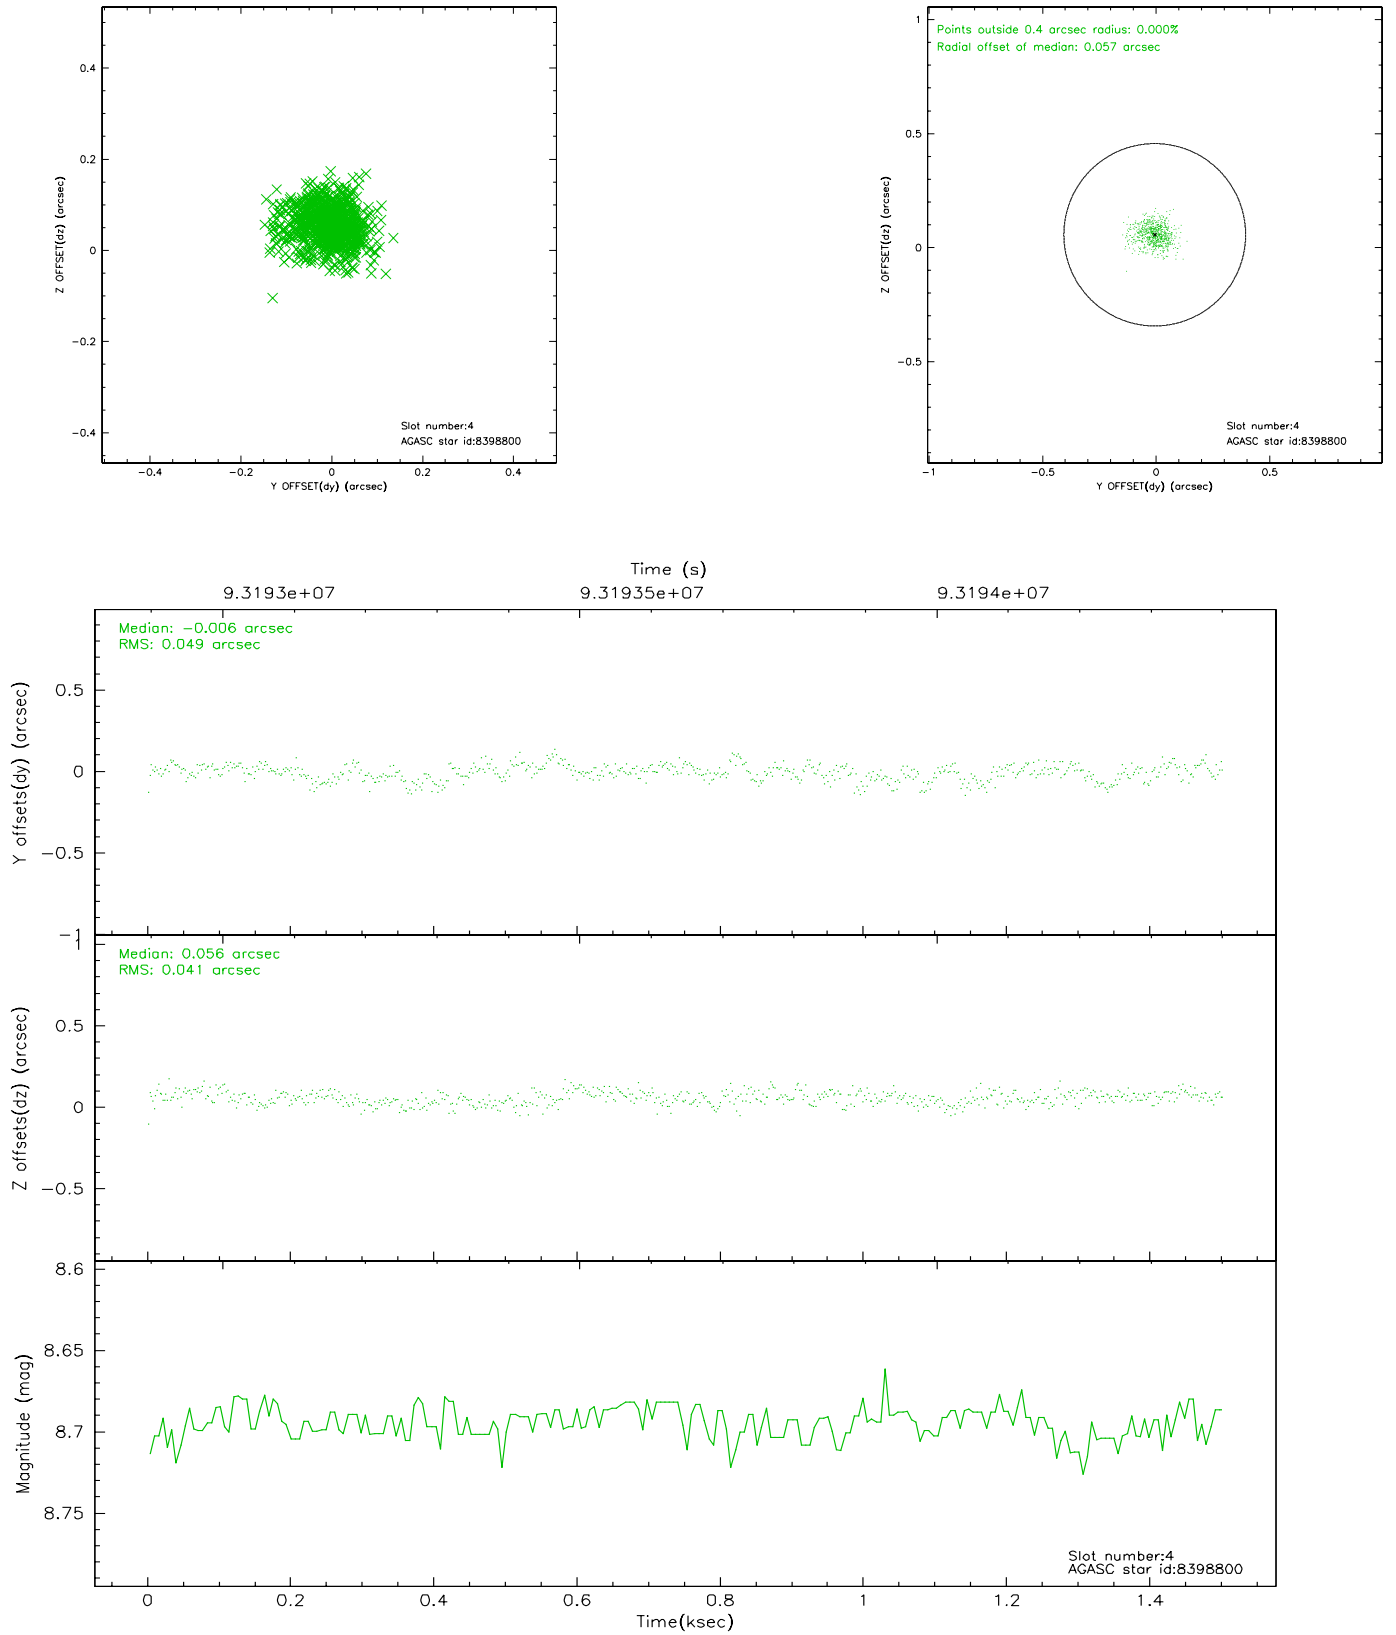 0.4
0.2
0
−0.2
−0.4
Z OFFSET(dz) (arcsec)
Slot number:4
AGASC star id:8398800
−0.4 −0.2 0 0.2 0.4
Y OFFSET(dy) (arcsec)
Points outside 0.4 arcsec radius: 0.000%
Radial offset of median: 0.057 arcsec
1
0.5
0
−0.5
Z OFFSET(dz) (arcsec)
Slot number:4
AGASC star id:8398800
−1 −0.5 0 0.5
Y OFFSET(dy) (arcsec)
Time (s)
9.3193e+07 9.31935e+07 9.3194e+07
Median: −0.006 arcsec
RMS: 0.049 arcsec
0.5
0
−0.5
−1
Y offsets(dy) (arcsec)
Median: 0.056 arcsec
RMS: 0.041 arcsec
1
0.5
0
−0.5
Z offsets(dz) (arcsec)
8.6
8.65
8.7
8.75
Magnitude (mag)
Slot number:4
AGASC star id:8398800
0 0.2 0.4 0.6 0.8 1 1.2 1.4
Time(ksec)